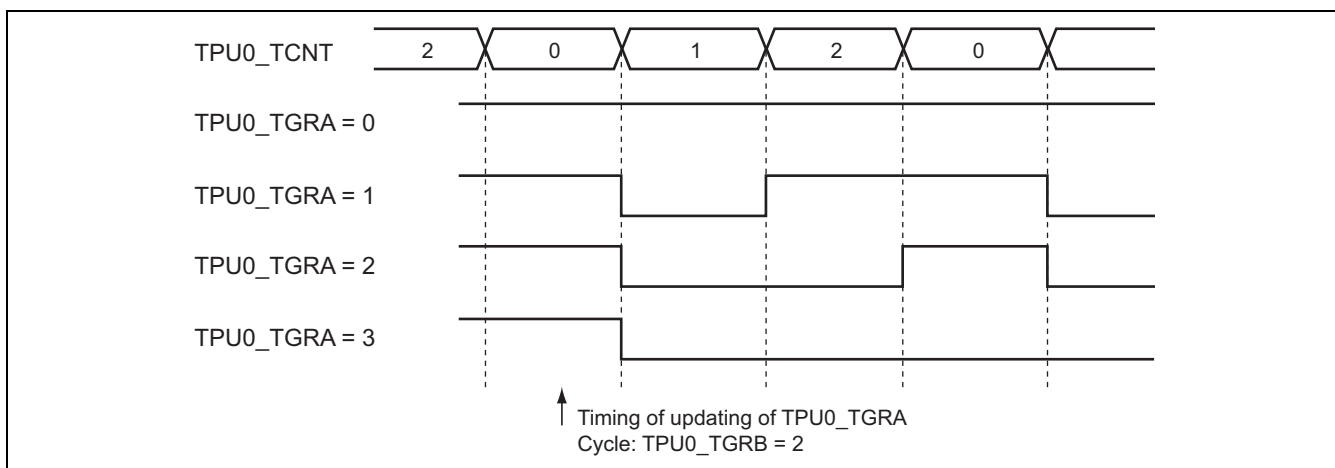 TPU0_TCNT 2 0 1 2 0
TPU0_TGRA = 0
TPU0_TGRA = 1
TPU0_TGRA = 2
TPU0_TGRA = 3
Timing of updating of TPU0_TGRA
Cycle: TPU0_TGRB = 2